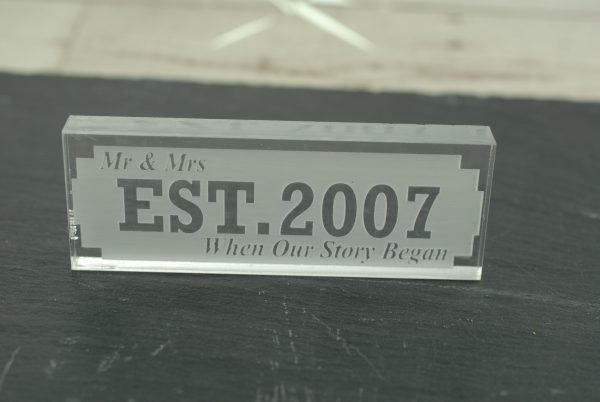 Mr & Mrs
EST.2007
When Our Story Began